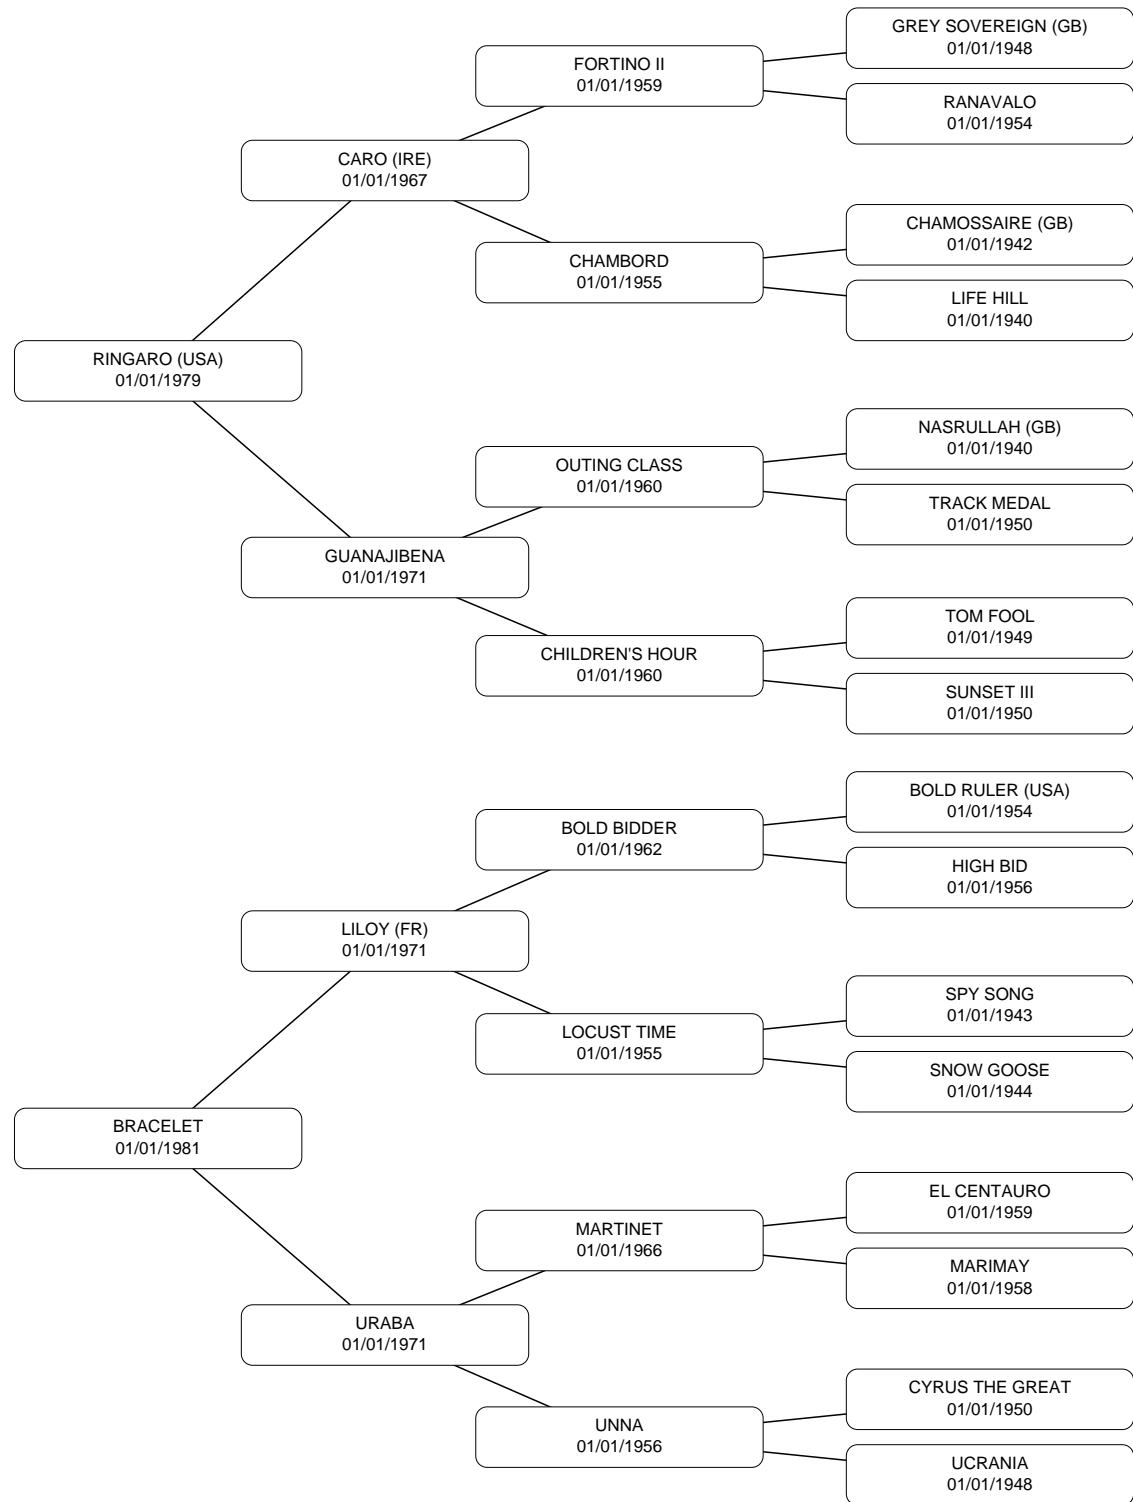 GREY SOVEREIGN (GB)
01/01/1948
FORTINO II
01/01/1959
RANAVALO
01/01/1954
CARO (IRE)
01/01/1967
CHAMOSSAIRE (GB)
01/01/1942
CHAMBORD
01/01/1955
LIFE HILL
01/01/1940
RINGARO (USA)
01/01/1979
NASRULLAH (GB)
01/01/1940
OUTING CLASS
01/01/1960
TRACK MEDAL
01/01/1950
GUANAJIBENA
01/01/1971
TOM FOOL
01/01/1949
CHILDREN'S HOUR
01/01/1960
SUNSET III
01/01/1950
BOLD RULER (USA)
01/01/1954
BOLD BIDDER
01/01/1962
HIGH BID
01/01/1956
LILOY (FR)
01/01/1971
SPY SONG
01/01/1943
LOCUST TIME
01/01/1955
SNOW GOOSE
01/01/1944
BRACELET
01/01/1981
EL CENTAURO
01/01/1959
MARTINET
01/01/1966
MARIMAY
01/01/1958
URABA
01/01/1971
CYRUS THE GREAT
01/01/1950
UNNA
01/01/1956
UCRANIA
01/01/1948